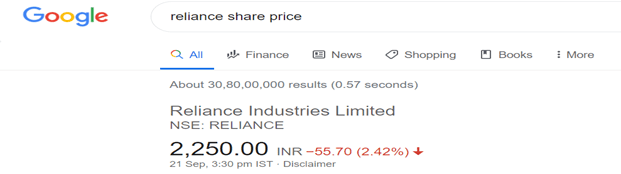 Google
reliance share price
All Finance News Shopping Books More
About 30,80,00,000 results (0.57 seconds)
Reliance Industries Limited
NSE: RELIANCE
2,250.00 INR −55.70 (2.42%)
21 Sep, 3:30 pm IST · Disclaimer